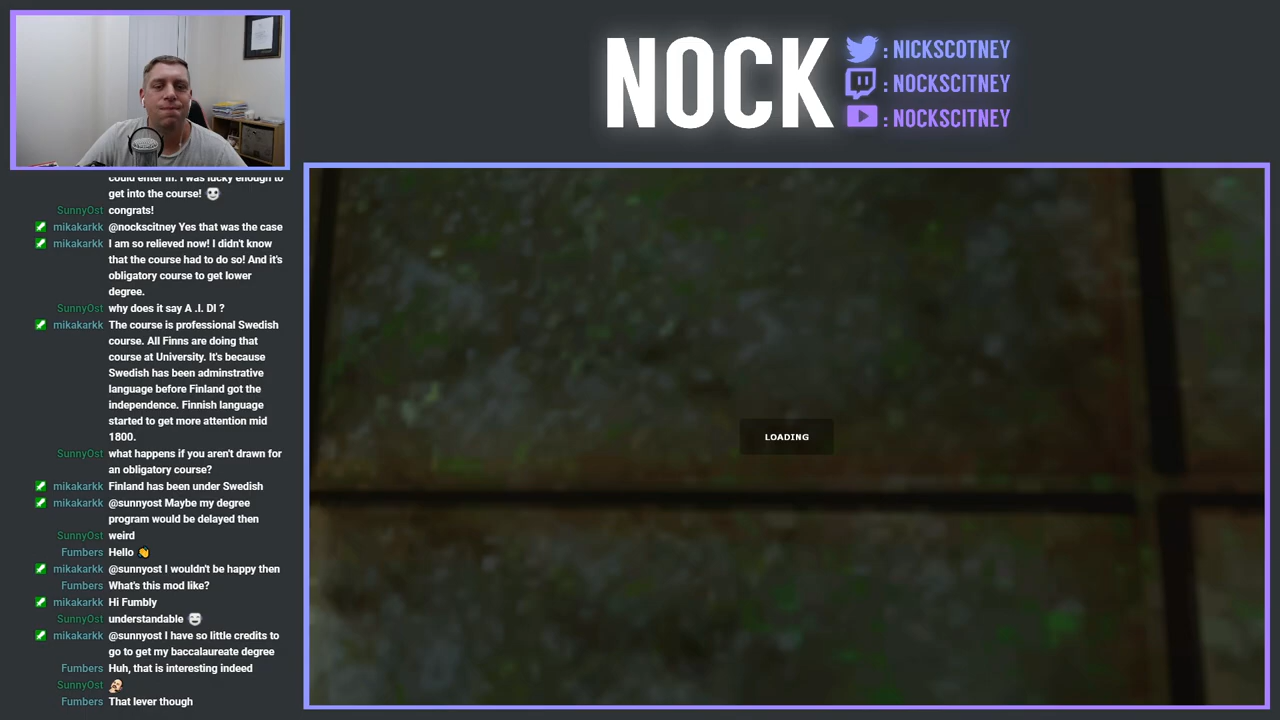 NOCK
: NICKSCOTNEY
: NOCKSCITNEY
: NOCKSCITNEY
could enter in. I was lucky enough to
get into the course!
SunnyOst congrats!
mikakarkk @nockscitney Yes that was the case
mikakarkk I am so relieved now! I didn't know
that the course had to do so! And it's
obligatory course to get lower
degree.
SunnyOst why does it say A .I. DI ?
mikakarkk The course is professional Swedish
course. All Finns are doing that
course at University. It's because
Swedish has been adminstrative
language before Finland got the
independence. Finnish language
started to get more attention mid
1800.
SunnyOst what happens if you aren't drawn for
an obligatory course?
mikakarkk Finland has been under Swedish
mikakarkk @sunnyost Maybe my degree
program would be delayed then
SunnyOst weird
Fumbers Hello
mikakarkk @sunnyost I wouldn't be happy then
Fumbers What's this mod like?
mikakarkk Hi Fumbly
SunnyOst understandable
mikakarkk @sunnyost I have so little credits to
go to get my baccalaureate degree
Fumbers Huh, that is interesting indeed
SunnyOst
Fumbers That lever though
LOADING